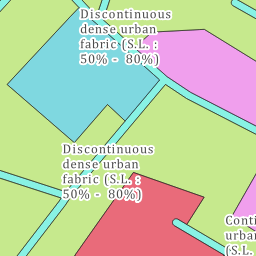 Discontinuous
dense urban
fabric (S.L. :
50% -  80%)
Discontinuous
dense urban
fabric (S.L. :
50% -  80%)
Conti
urban
(S.L.